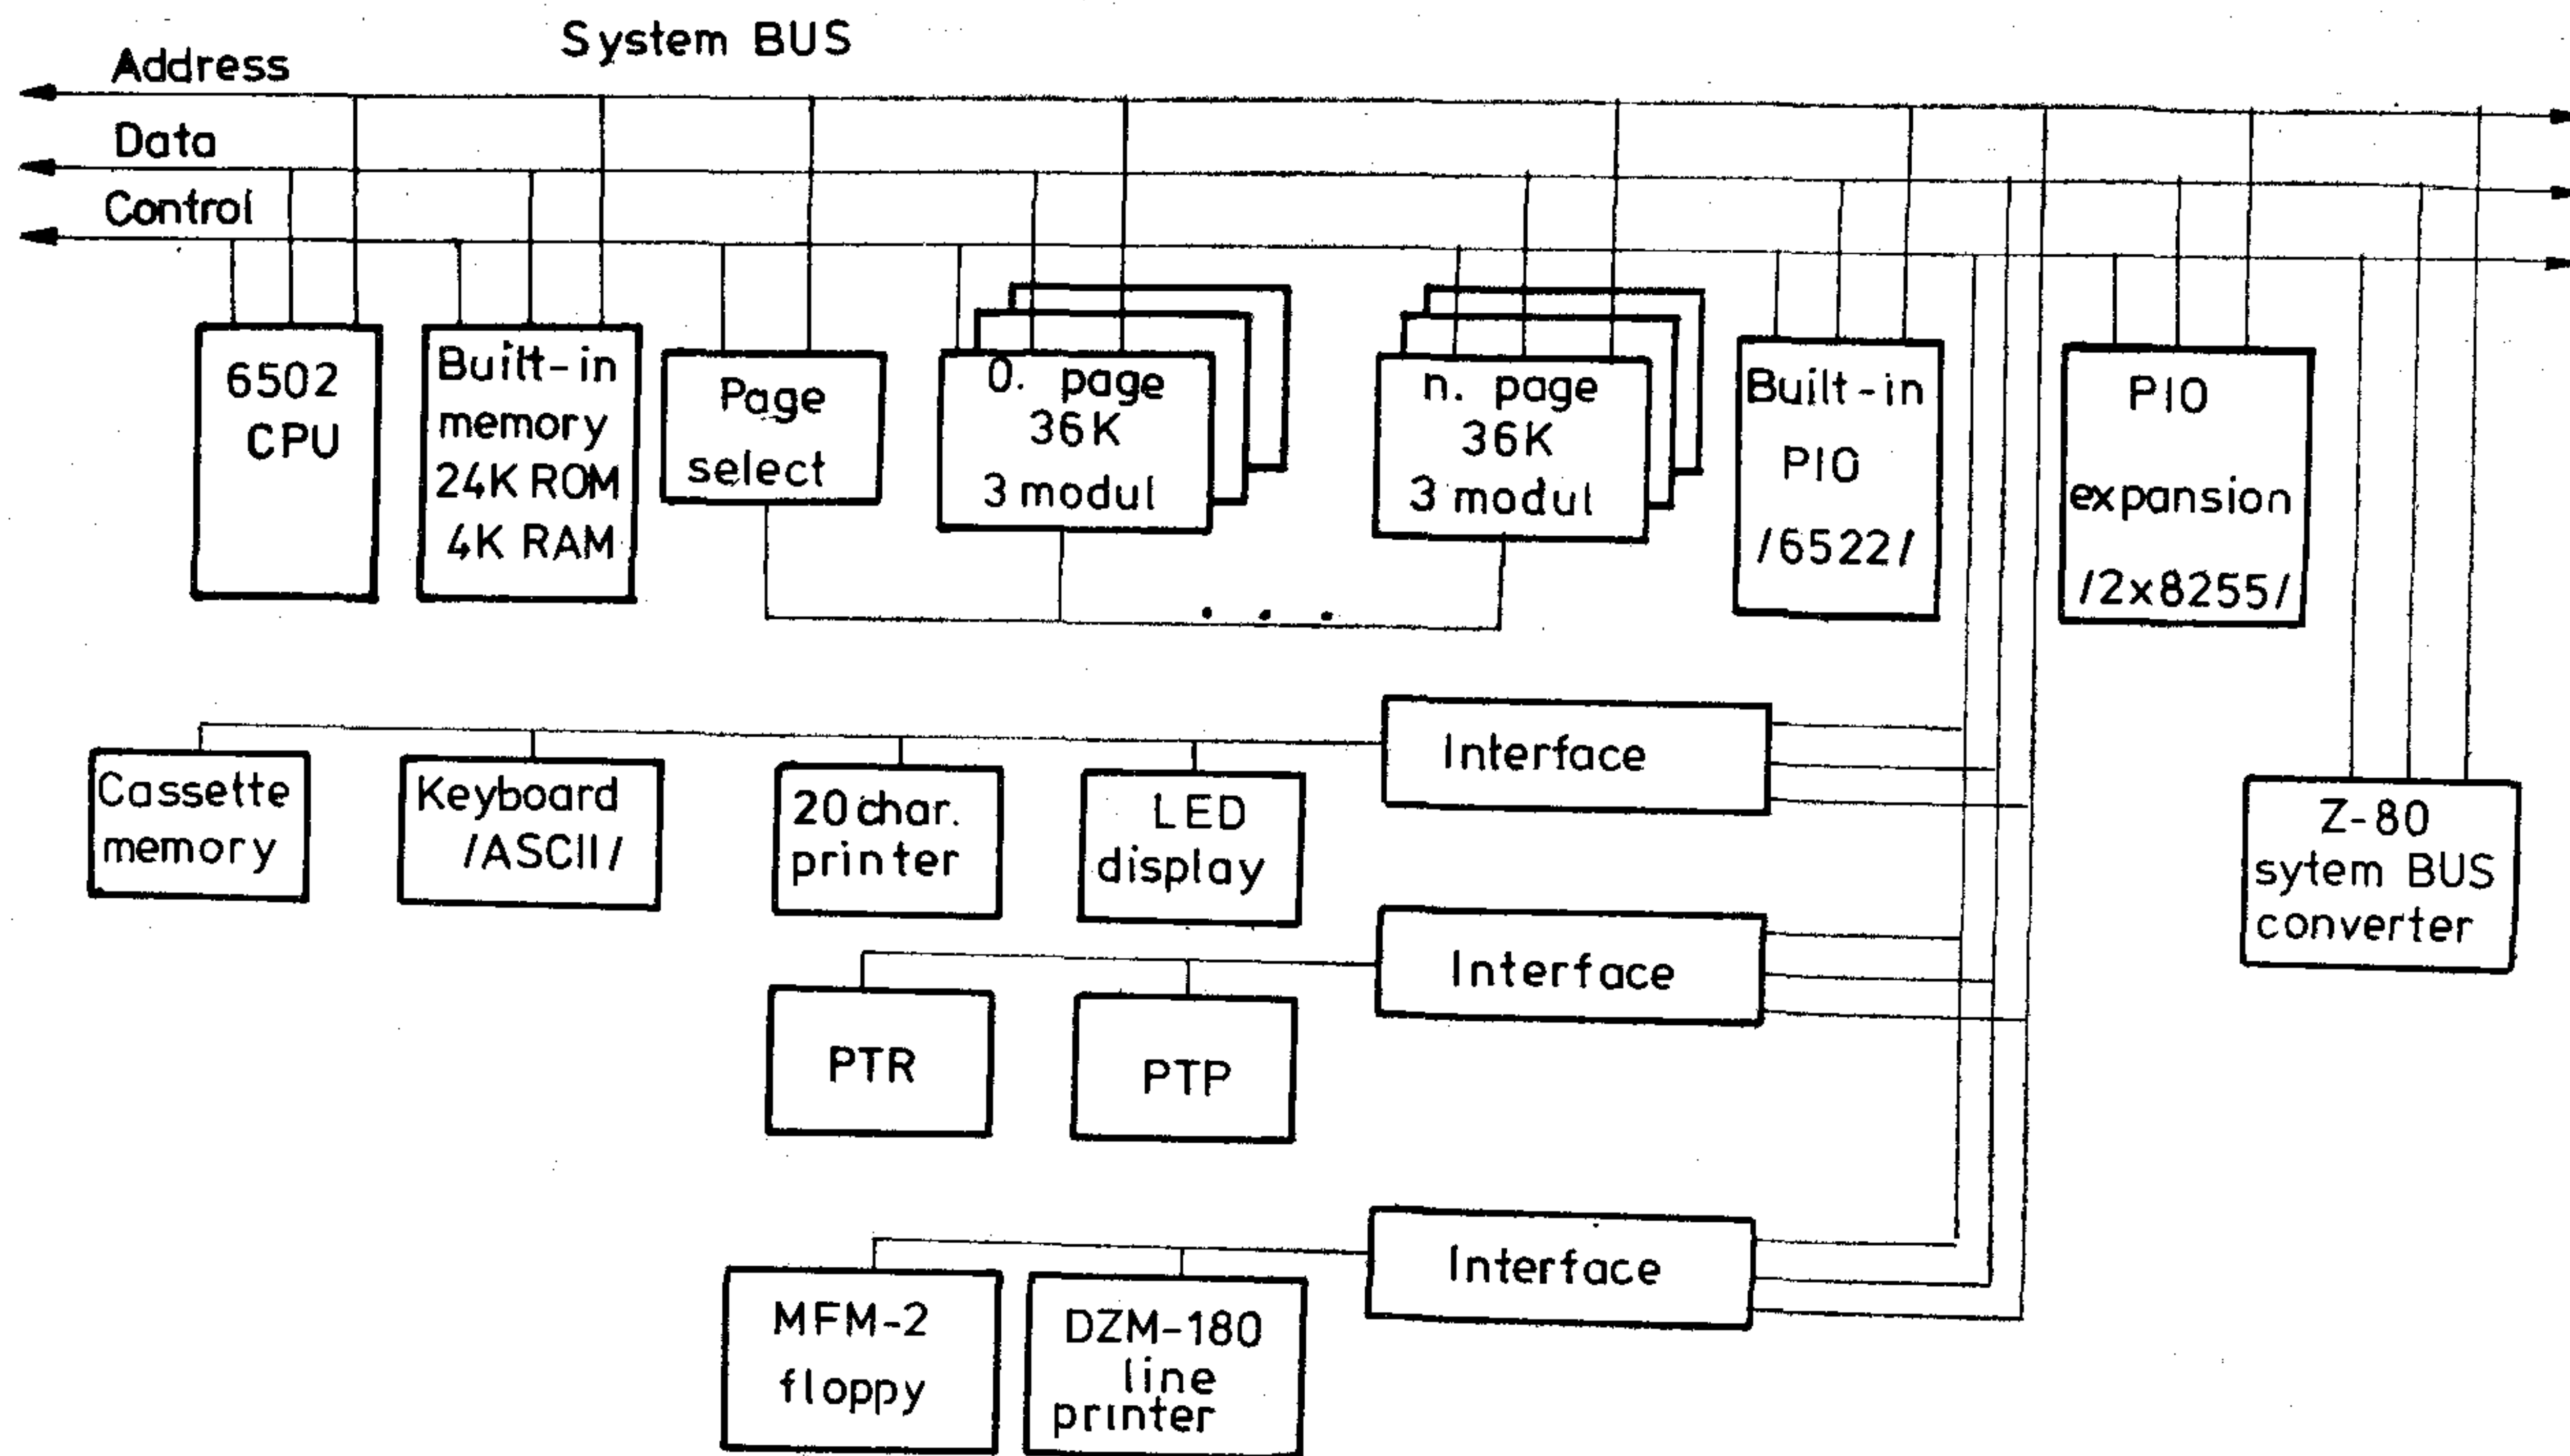 System BUS
Address
Data
Control
6502
CPU
Built-in
memory
24K ROM
4K RAM
Page
select
0. page
36K
3 modul
n. page
36K
3 modul
Built-in
PIO
/6522/
PIO
expansion
/2x8255/
. . .
Cassette
memory
Keyboard
/ASCII/
20 char.
printer
LED
display
Interface
Z-80
sytem BUS
converter
PTR
PTP
Interface
MFM-2
floppy
DZM-180
line
printer
Interface